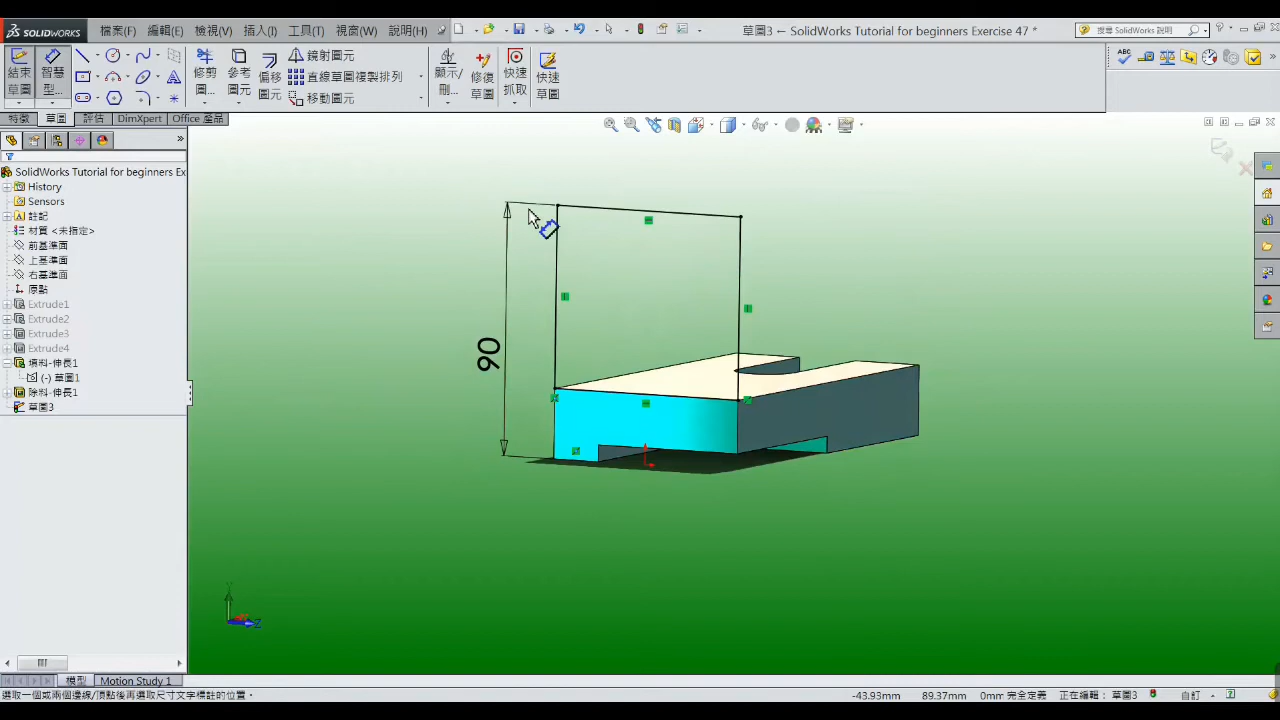 SOLIDWORKS 檔案(F) 編輯(E) 檢視(V) 插入(I) 工具(T) 視窗(W) 說明(H) 草圖3 - SolidWorks Tutorial for beginners Exercise 47 * 搜尋 SolidWorks 說明
結束草圖 智慧型... 修剪圖... 參考圖元 偏移圖元 鏡射圖元 直線草圖複製排列 移動圖元 顯示/刪... 修復草圖 快速抓取 快速草圖
特徵 草圖 評估 DimXpert Office 產品
SolidWorks Tutorial for beginners Ex
History
Sensors
註記
材質 <未指定>
前基準面
上基準面
右基準面
原點
Extrude1
Extrude2
Extrude3
Extrude4
填料-伸長1
(-) 草圖1
除料-伸長1
草圖3
90
Y
Z
模型 Motion Study 1
選取一個或兩個邊線/頂點後再選取尺寸文字標註的位置。 -43.93mm 89.37mm 0mm 完全定義 正在編輯：草圖3 自訂